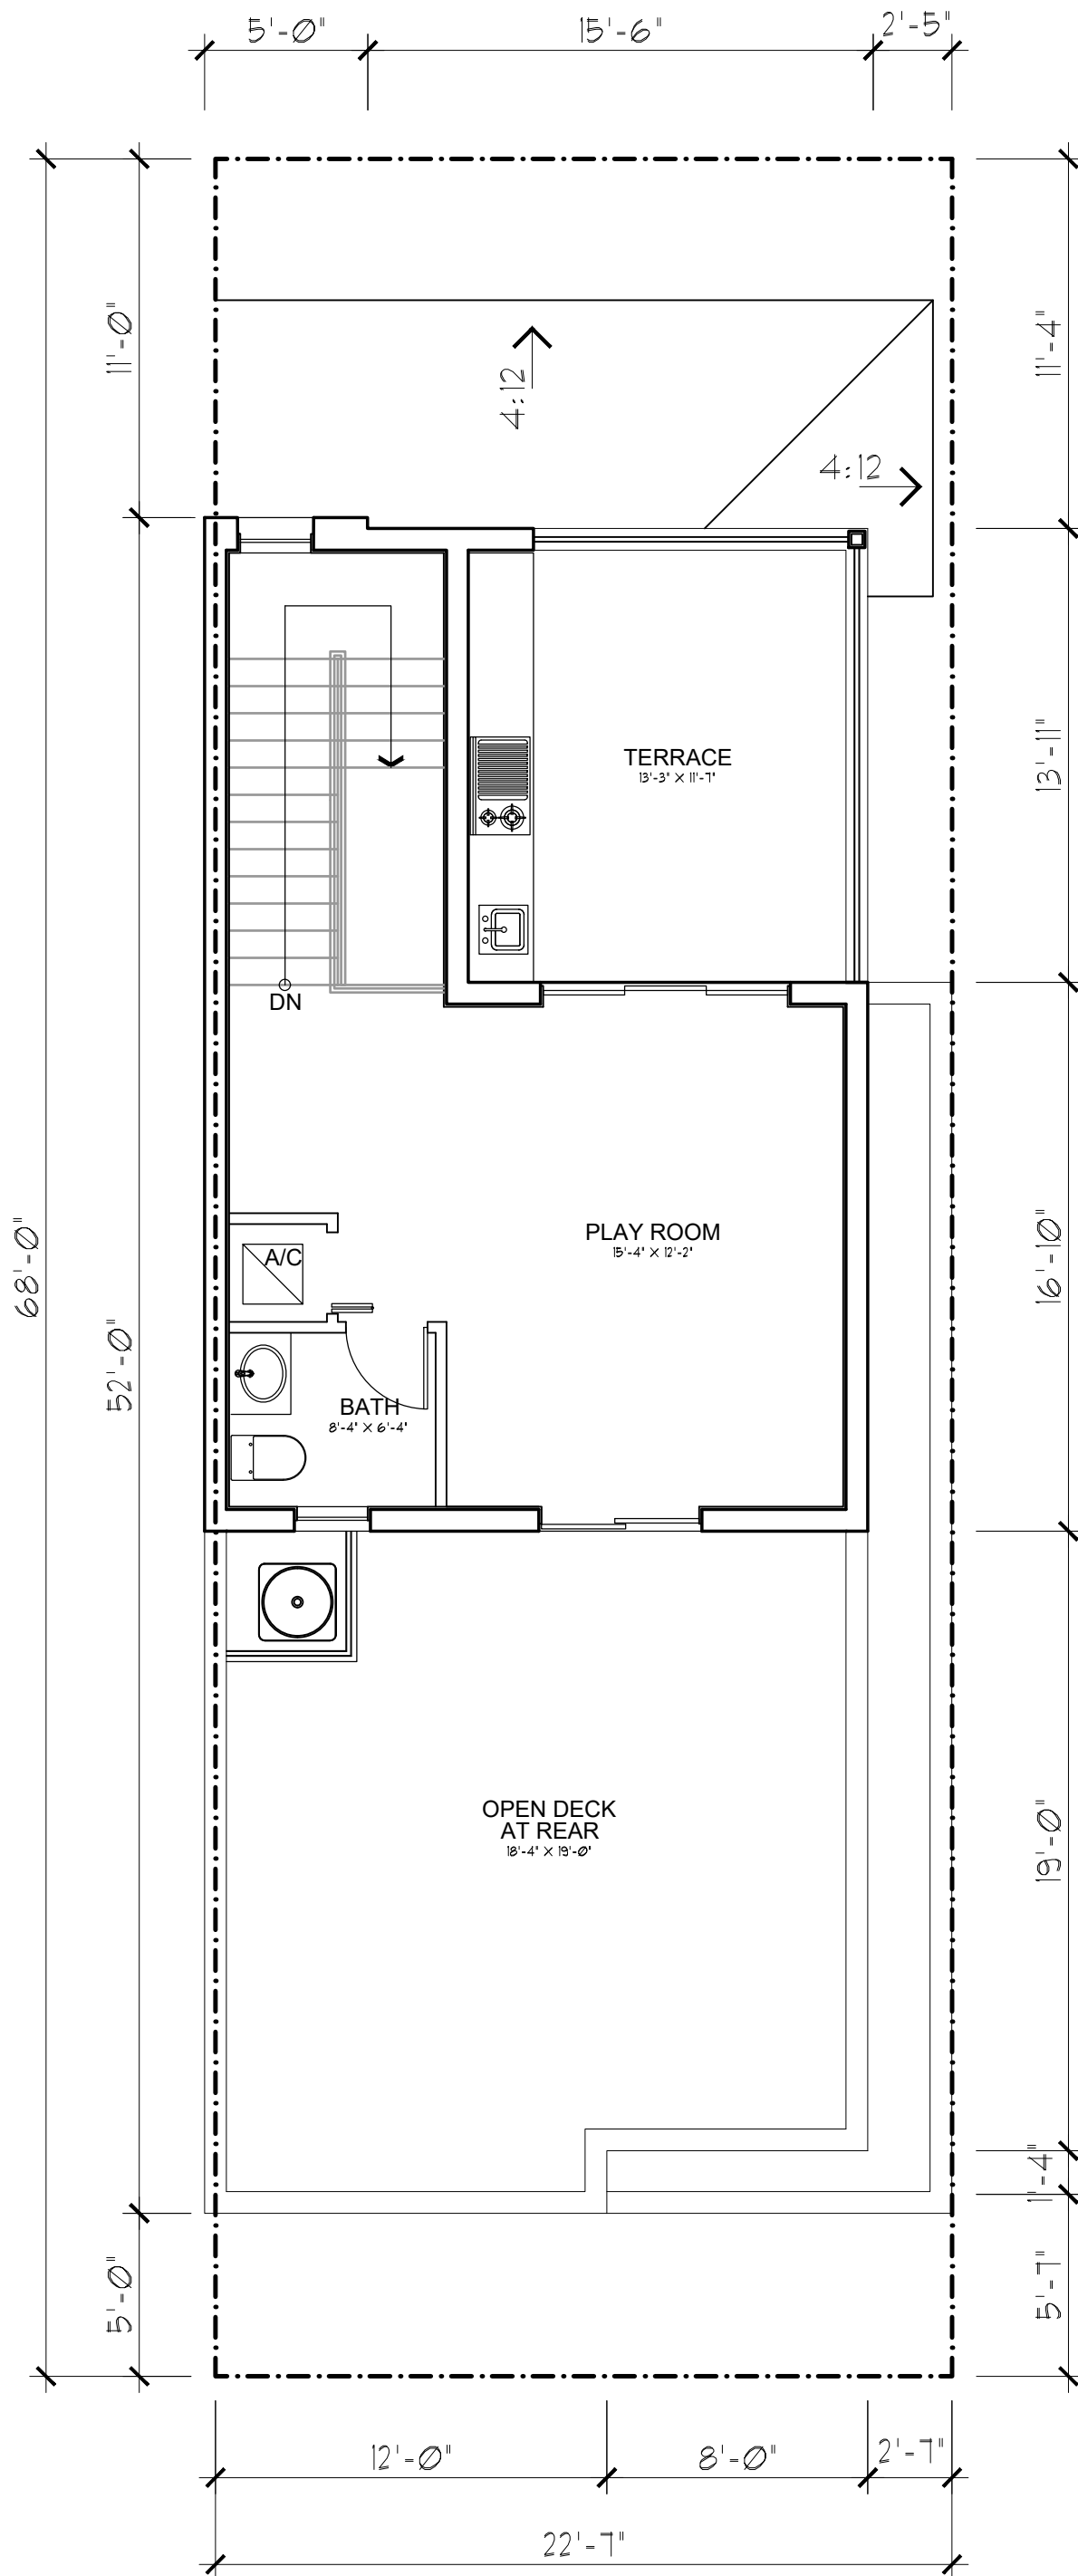 5'-0" 15'-6" 2'-5"
11'-0"
11'-4"
4:12
4:12
TERRACE
13'-3" X 11'-7"
13'-11"
DN
68'-0"
52'-0"
A/C
PLAY ROOM
15'-4" X 12'-2"
16'-10"
BATH
8'-4" X 6'-4"
OPEN DECK
AT REAR
18'-4" X 19'-0"
19'-0"
1'-4"
5'-0"
5'-7"
12'-0" 8'-0" 2'-7"
22'-7"